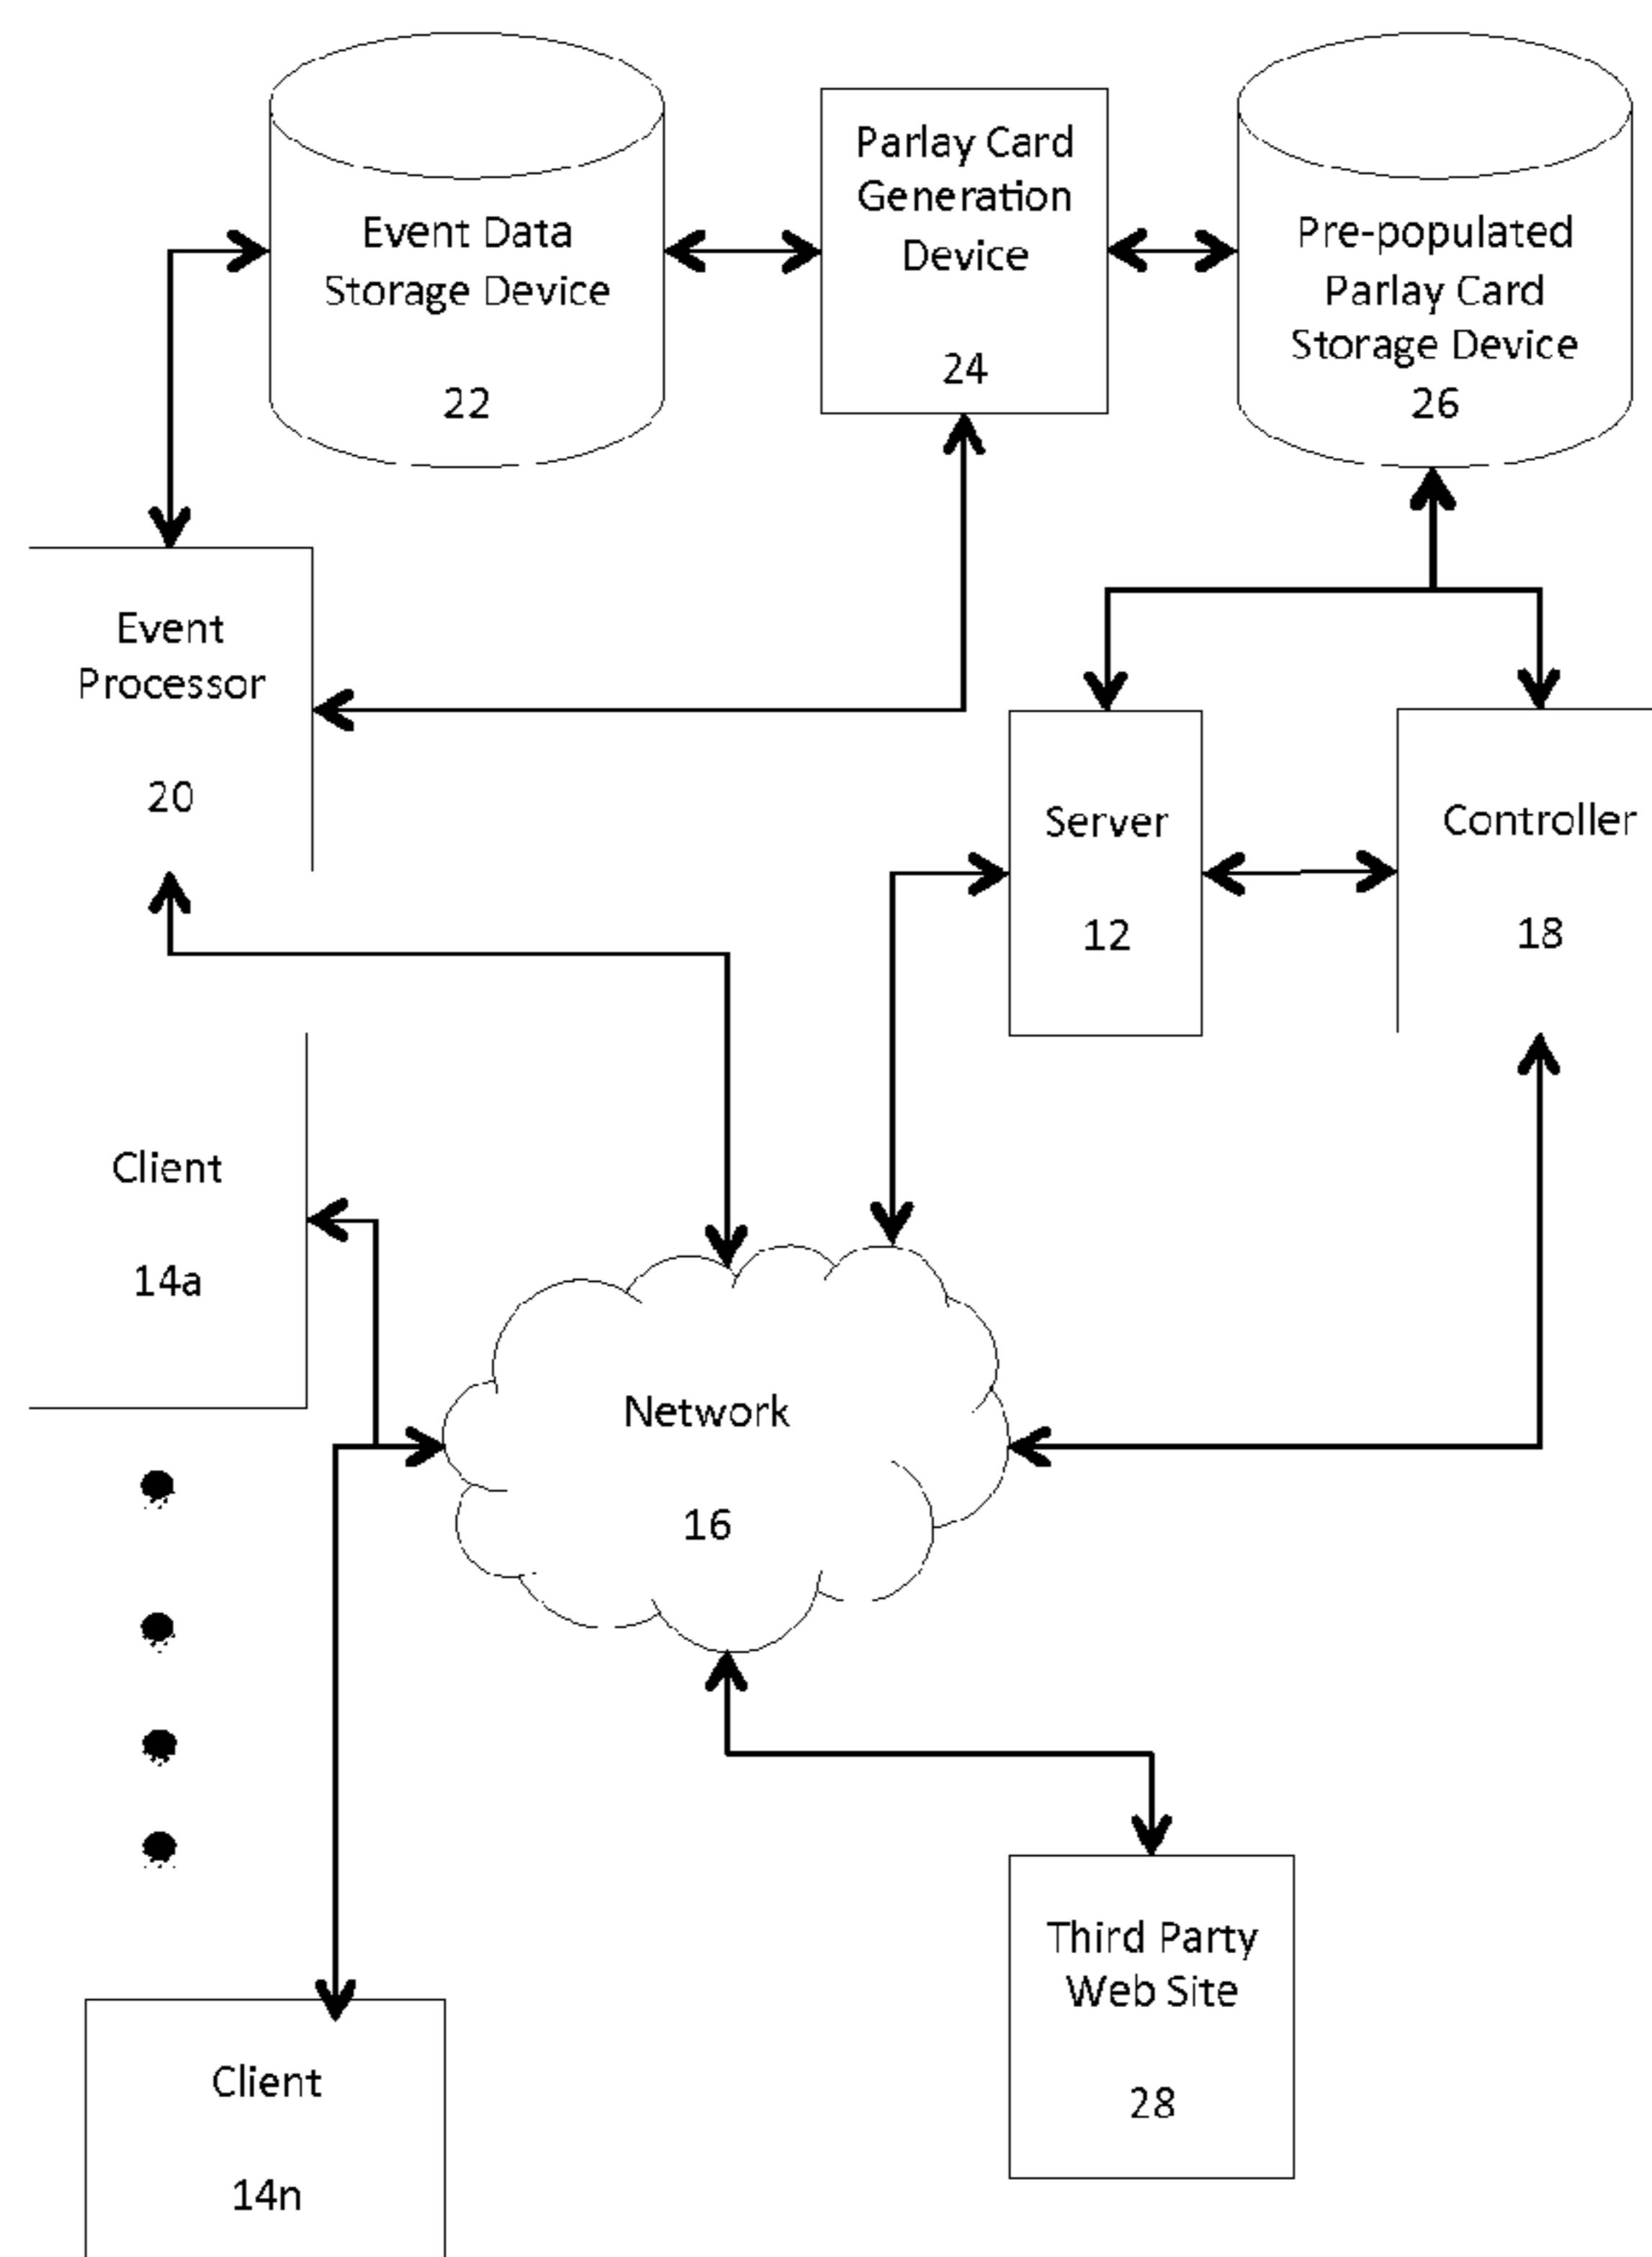 Event Data
Storage Device
22
Parlay Card
Generation
Device
24
Pre-populated
Parlay Card
Storage Device
26
Event
Processor
20
Server
12
Controller
18
Client
14a
Network
16
Third Party
Web Site
28
Client
14n